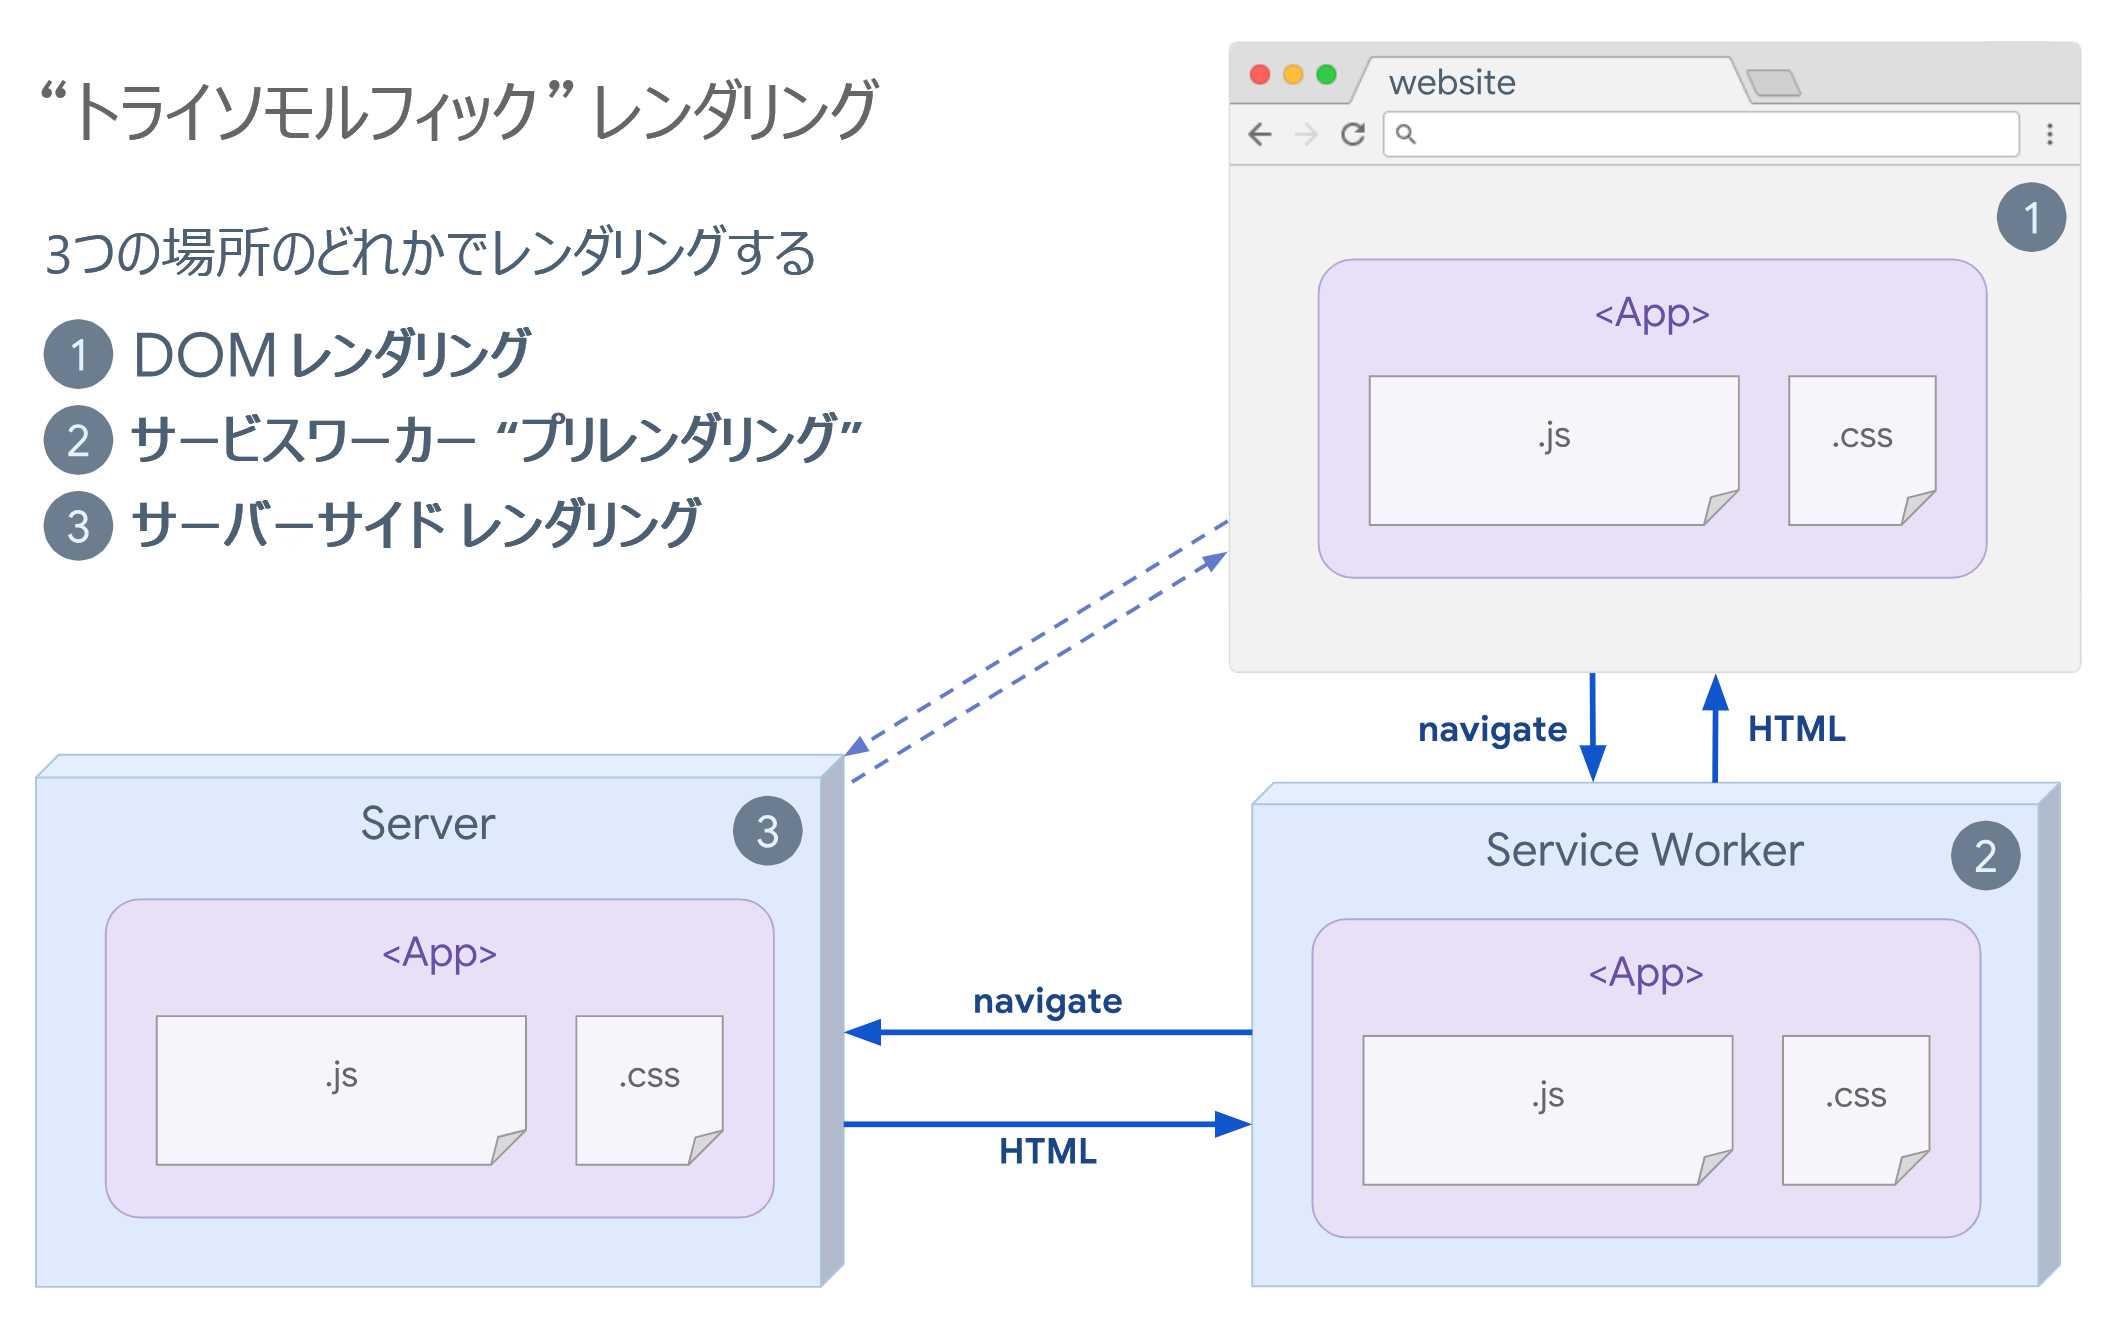 “トライソモルフィック” レンダリング
3つの場所のどれかでレンダリングする
1 DOM レンダリング
2 サービスワーカー “プリレンダリング”
3 サーバーサイド レンダリング
website
1
<App>
.js
.css
navigate
HTML
Server
3
<App>
.js
.css
navigate
HTML
Service Worker
2
<App>
.js
.css